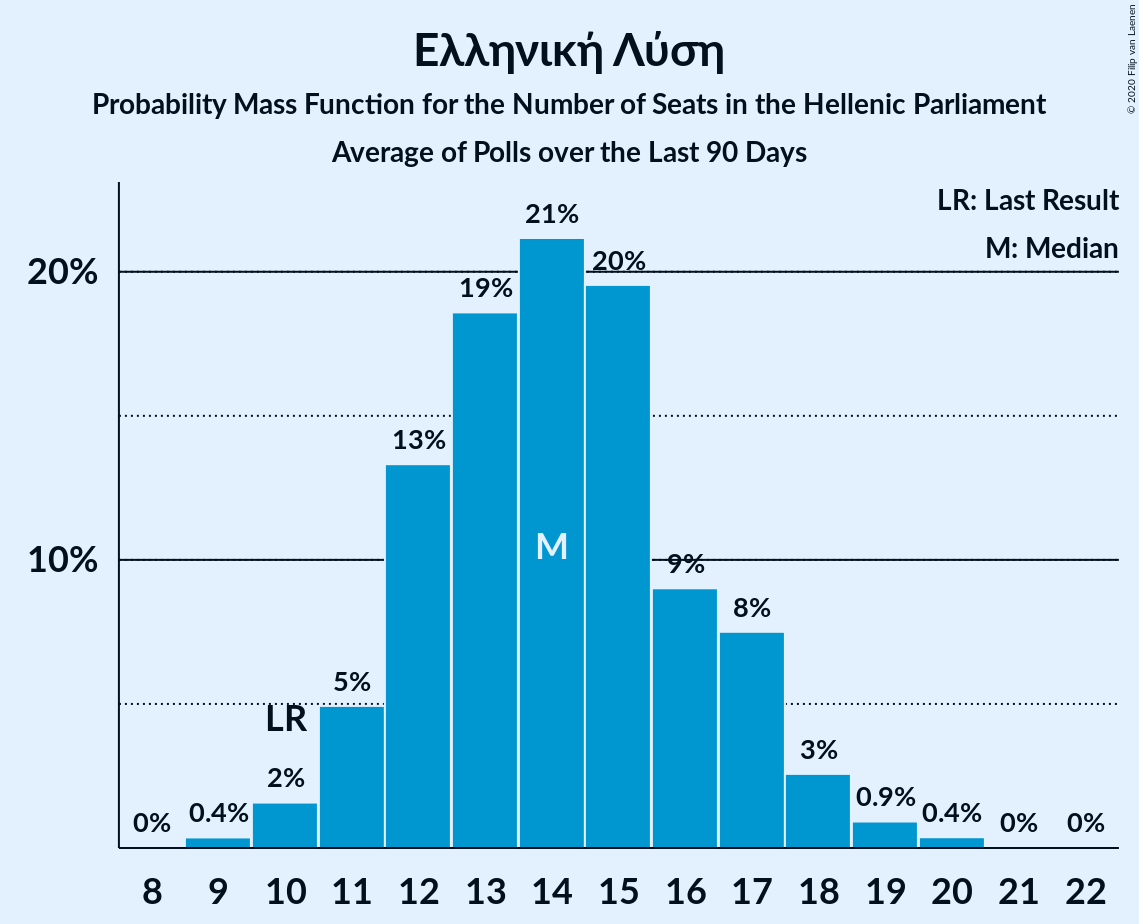 Ελληνική Λύση
Probability Mass Function for the Number of Seats in the Hellenic Parliament
Average of Polls over the Last 90 Days
© 2020 Filip van Laenen
LR: Last Result
M: Median
20%
10%
0%
0.4%
2%
LR
5%
13%
19%
21%
M
20%
9%
8%
3%
0.9%
0.4%
0%
0%
8 9 10 11 12 13 14 15 16 17 18 19 20 21 22